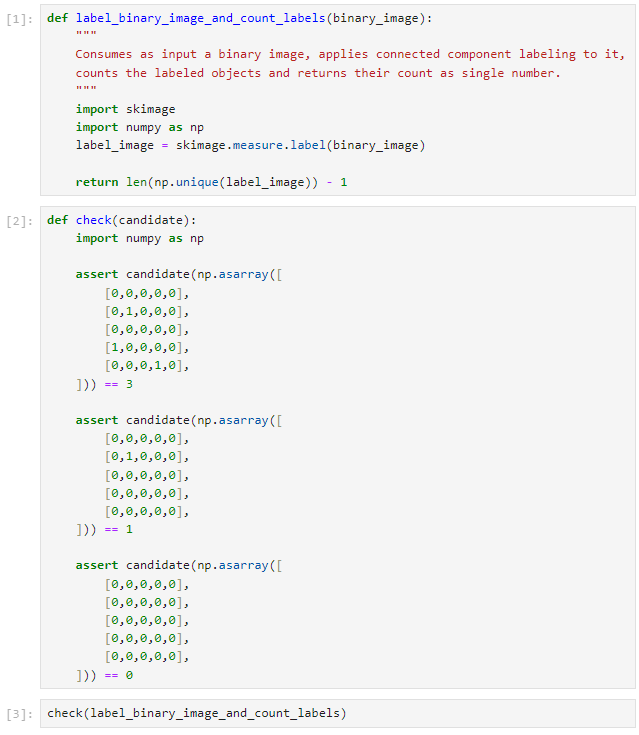 [1]: def label_binary_image_and_count_labels(binary_image):
"""
Consumes as input a binary image, applies connected component labeling to it,
counts the labeled objects and returns their count as single number.
"""
import skimage
import numpy as np
label_image = skimage.measure.label(binary_image)
return len(np.unique(label_image)) - 1
[2]: def check(candidate):
import numpy as np
assert candidate(np.asarray([
[0,0,0,0,0],
[0,1,0,0,0],
[0,0,0,0,0],
[1,0,0,0,0],
[0,0,0,1,0],
])) == 3
assert candidate(np.asarray([
[0,0,0,0,0],
[0,1,0,0,0],
[0,0,0,0,0],
[0,0,0,0,0],
[0,0,0,0,0],
])) == 1
assert candidate(np.asarray([
[0,0,0,0,0],
[0,0,0,0,0],
[0,0,0,0,0],
[0,0,0,0,0],
[0,0,0,0,0],
])) == 0
[3]: check(label_binary_image_and_count_labels)